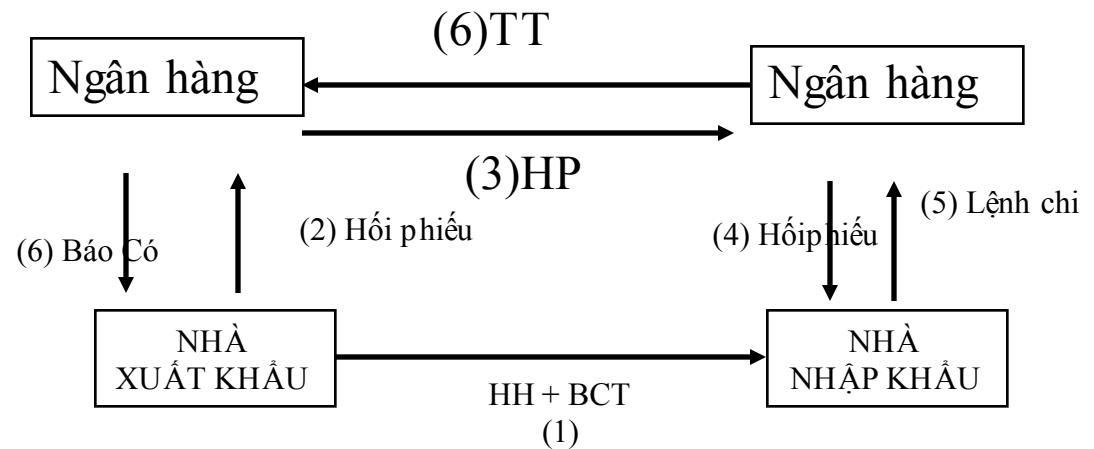 (6)TT
Ngân hàng
Ngân hàng
(3)HP
(5) Lệnh chi
(2) Hối phiếu
(4) Hốiphiếu
(6) Báo Có
NHÀ
XUẤT KHẨU
NHÀ
NHẬP KHẨU
HH + BCT
(1)